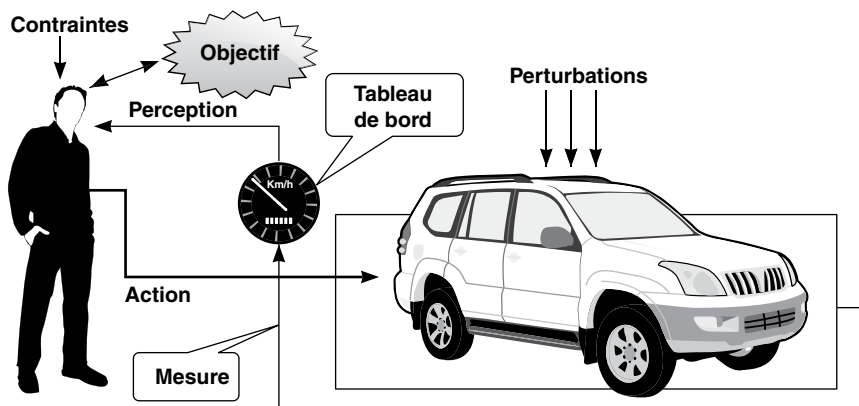 Contraintes
Objectif
Perception
Tableau
de bord
Perturbations
Km/h
Action
Mesure